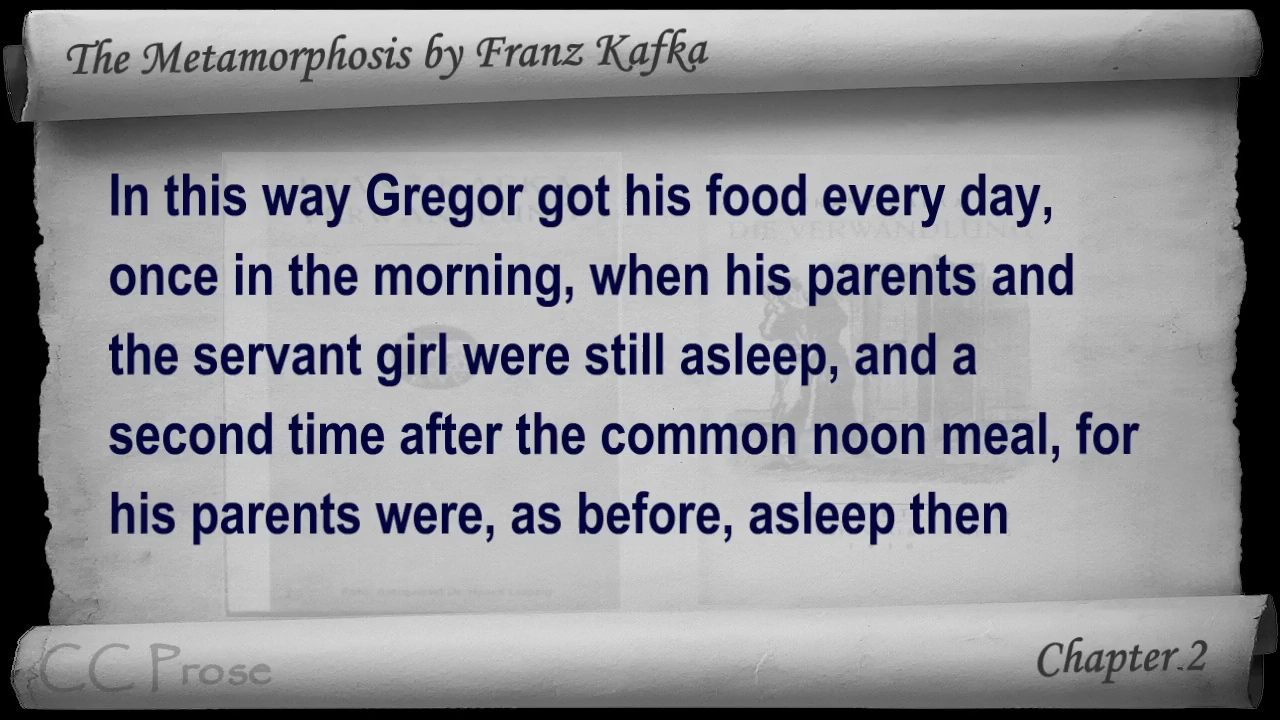 The Metamorphosis by Franz Kafka
In this way Gregor got his food every day,
once in the morning, when his parents and
the servant girl were still asleep, and a
second time after the common noon meal, for
his parents were, as before, asleep then
CC Prose
Chapter.2
DIE VERWANDLUNG